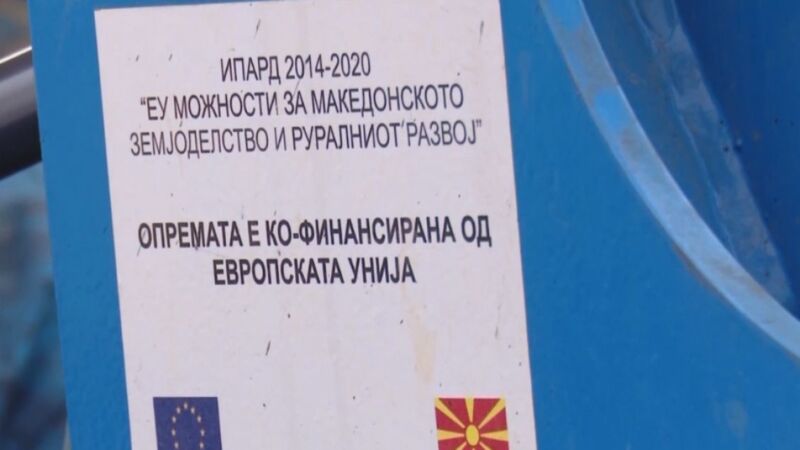 ИПАРД 2014-2020
"ЕУ МОЖНОСТИ ЗА МАКЕДОНСКОТО
ЗЕМЈОДЕЛСТВО И РУРАЛНИОТ РАЗВОЈ"
ОПРЕМАТА Е КО-ФИНАНСИРАНА ОД
ЕВРОПСКАТА УНИЈА